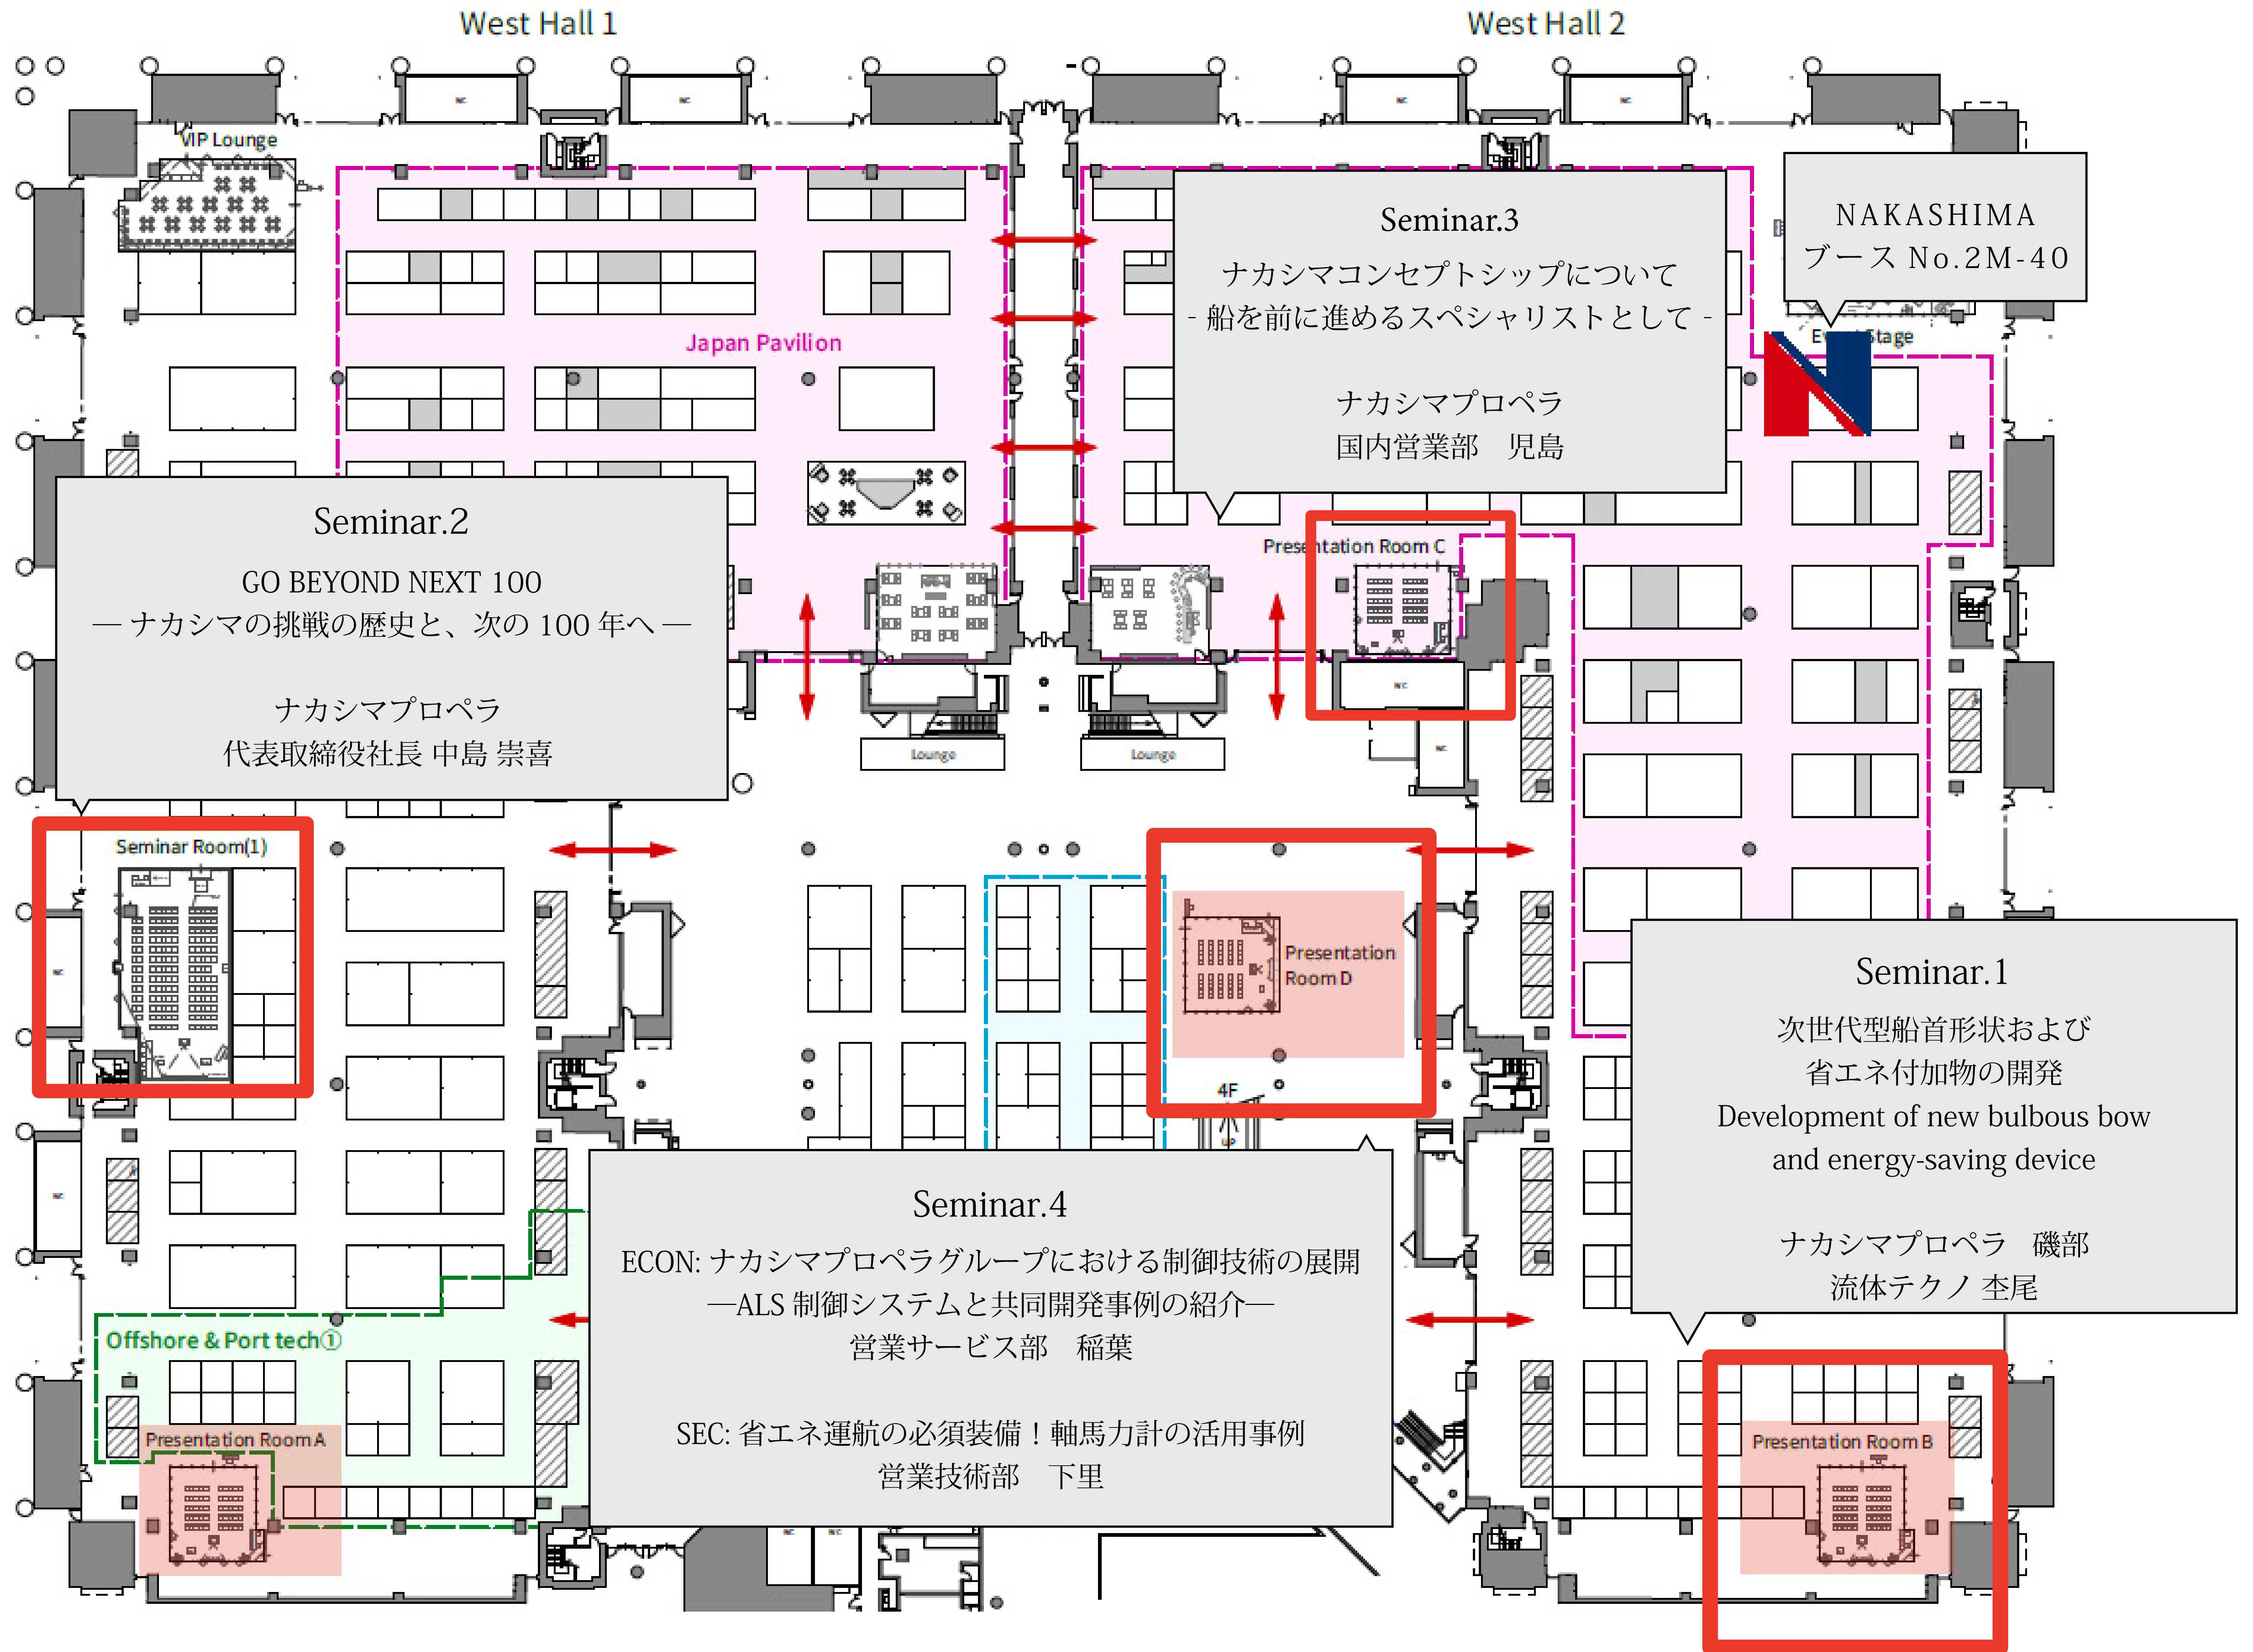 West Hall 1
West Hall 2
VIP Lounge
Japan Pavilion
Seminar.3
ナカシマコンセプトシップについて
- 船を前に進めるスペシャリストとして -
ナカシマプロペラ
国内営業部　児島
NAKASHIMA
ブース No.2M-40
Stage
Seminar.2
GO BEYOND NEXT 100
― ナカシマの挑戦の歴史と、次の 100 年へ ―
ナカシマプロペラ
代表取締役社長 中島 崇喜
Presentation Room C
Lounge
Lounge
Seminar Room(1)
Presentation
Room D
4F
UP
Seminar.1
次世代型船首形状および
省エネ付加物の開発
Development of new bulbous bow
and energy-saving device
ナカシマプロペラ　磯部
流体テクノ 杢尾
Seminar.4
ECON: ナカシマプロペラグループにおける制御技術の展開
―ALS 制御システムと共同開発事例の紹介―
営業サービス部　稲葉
SEC: 省エネ運航の必須装備！軸馬力計の活用事例
営業技術部　下里
Offshore & Port tech①
Presentation Room A
Presentation Room B